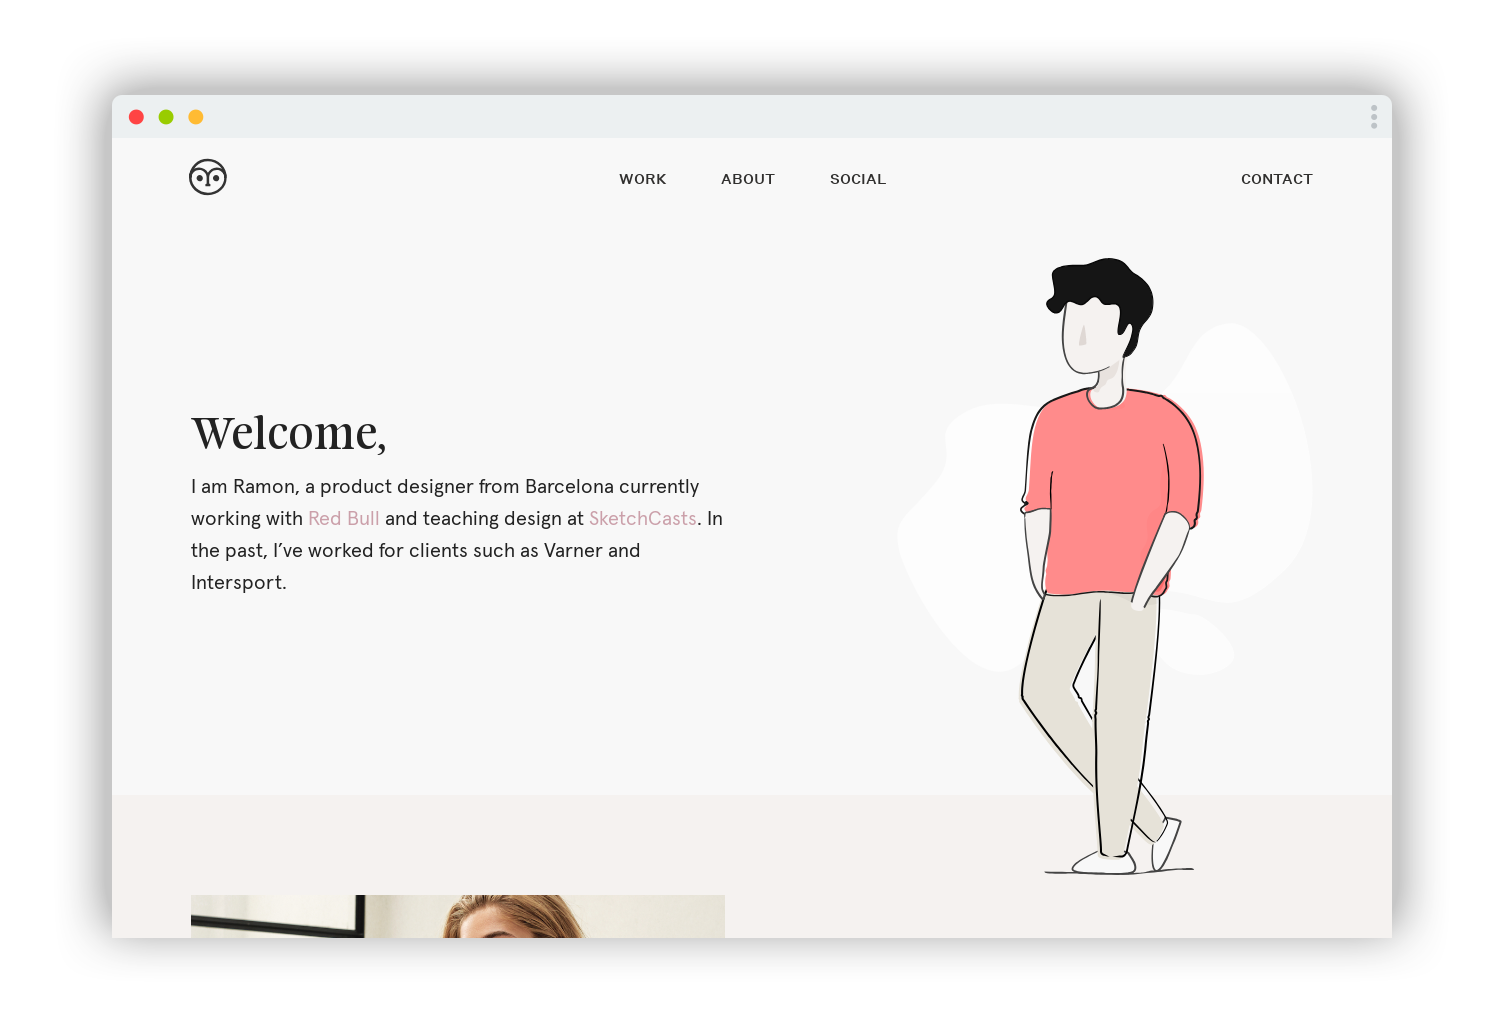 WORK ABOUT SOCIAL CONTACT
Welcome,
I am Ramon, a product designer from Barcelona currently
working with Red Bull and teaching design at SketchCasts. In
the past, I’ve worked for clients such as Varner and
Intersport.